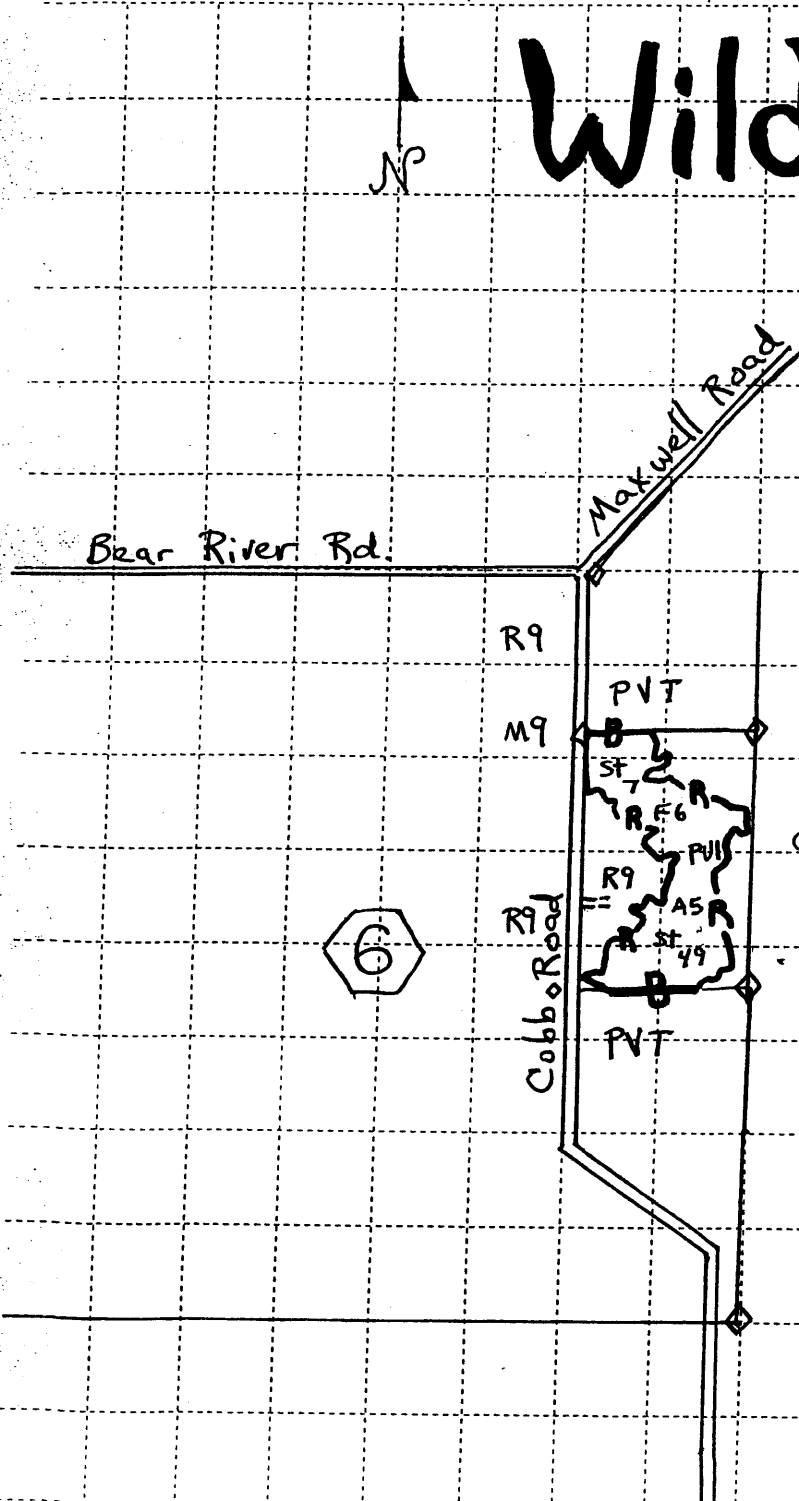 Wild
N
Maxwell Road
Bear River Rd.
R9
PVT
M9
St
7
R
R F6
PVT
R9
R9
A5 R
6
R St
49
Cobb Road
PVT